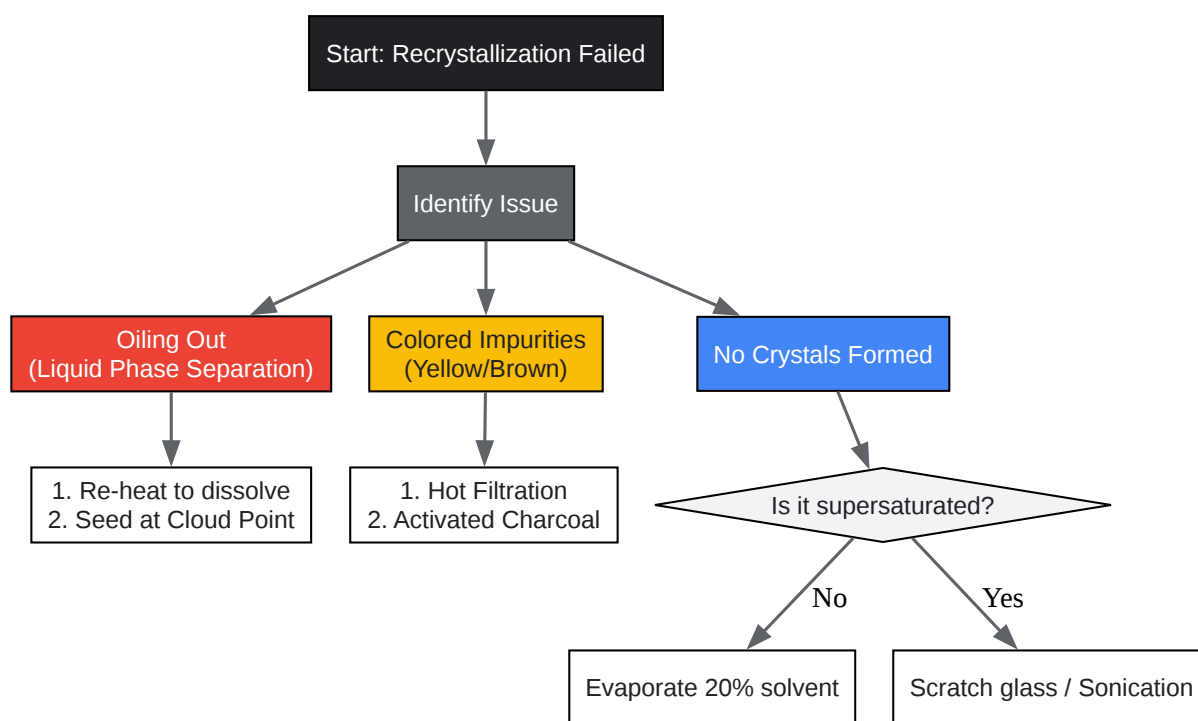 Start: Recrystallization Failed
Identify Issue
Oiling Out
(Liquid Phase Separation)
Colored Impurities
(Yellow/Brown)
No Crystals Formed
1. Re-heat to dissolve
2. Seed at Cloud Point
1. Hot Filtration
2. Activated Charcoal
Is it supersaturated?
No
Yes
Evaporate 20% solvent
Scratch glass / Sonication